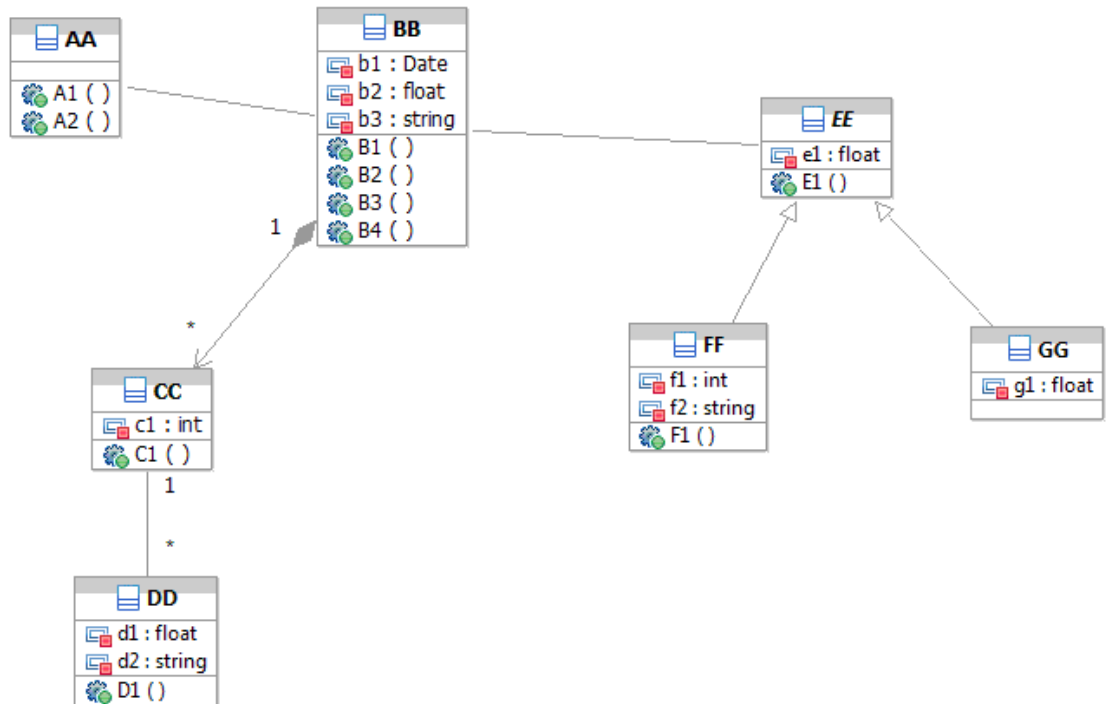 AA
A1 ( )
A2 ( )
BB
b1 : Date
b2 : float
b3 : string
B1 ( )
B2 ( )
B3 ( )
B4 ( )
EE
e1 : float
E1 ( )
1
*
CC
c1 : int
C1 ( )
1
*
DD
d1 : float
d2 : string
D1 ( )
FF
f1 : int
f2 : string
F1 ( )
GG
g1 : float